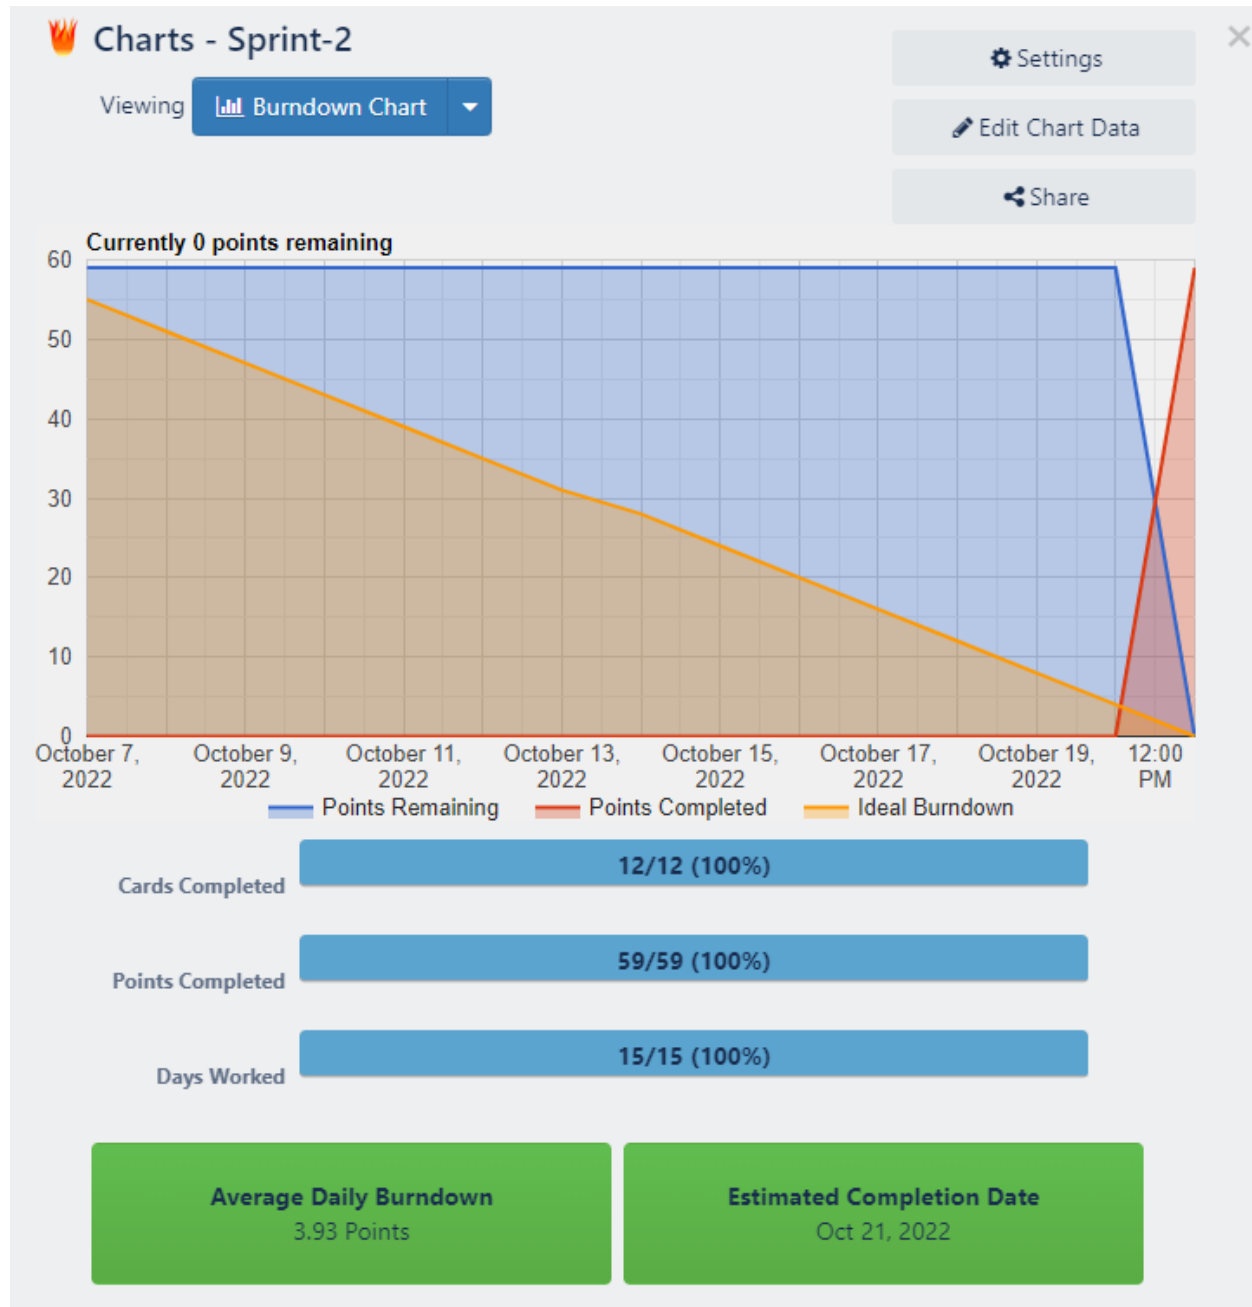 Charts - Sprint-2
Settings
Viewing
Burndown Chart
Edit Chart Data
Share
Currently 0 points remaining
60
50
40
30
20
10
0
October 7, 2022
October 9, 2022
October 11, 2022
October 13, 2022
October 15, 2022
October 17, 2022
October 19, 2022
12:00 PM
Points Remaining
Points Completed
Ideal Burndown
Cards Completed
12/12 (100%)
Points Completed
59/59 (100%)
Days Worked
15/15 (100%)
Average Daily Burndown
3.93 Points
Estimated Completion Date
Oct 21, 2022